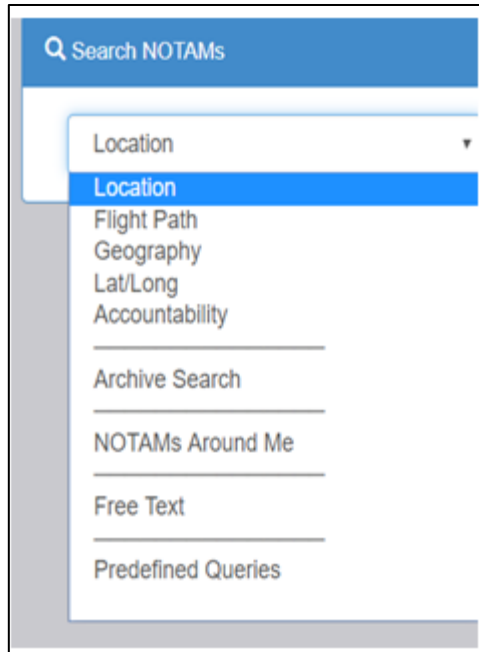 Search NOTAMs
Location
Location
Flight Path
Geography
Lat/Long
Accountability
Archive Search
NOTAMs Around Me
Free Text
Predefined Queries